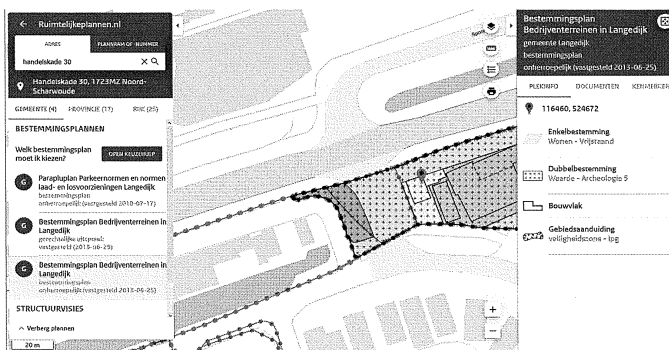 ← Ruimtelijkeplannen.nl
ADRES
PLANNAAM OF -NUMMER
handelskade 30
Handelskade 30, 1723MZ Noord-
Scharwoude
GEMEENTE (4)
PROVINCIE (17)
RIJK (25)
BESTEMMINGSPLANNEN
Welk bestemmingsplan
moet ik kiezen?
OPEN KEUZEHULP
G
Parapluplan Parkeernormen en normen
laad- en losvoorzieningen Langedijk
bestemmingsplan
onherroepelijk (vastgesteld 2018-07-17)
G
Bestemmingsplan Bedrijventerreinen in
Langedijk
gerechtelijke uitspraak
vastgesteld (2013-06-25)
G
Bestemmingsplan Bedrijventerreinen in
Langedijk
bestemmingsplan
onherroepelijk (vastgesteld 2013-06-25)
STRUCTUURVISIES
Verberg plannen
20 m
+
−
Bestemmingsplan
Bedrijventerreinen in Langedijk
gemeente Langedijk
bestemmingsplan
onherroepelijk (vastgesteld 2013-06-25)
PLEKINFO
DOCUMENTEN
KENMERKEN
116460, 524672
Enkelbestemming
Wonen - Vrijstaand
Dubbelbestemming
Waarde - Archeologie 5
Bouwvlak
Gebiedsaanduiding
veiligheidszone - lpg